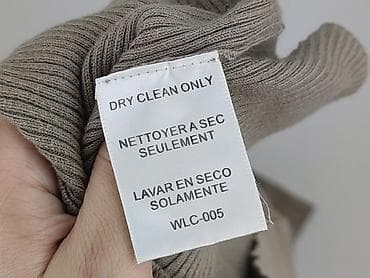 DRY CLEAN ONLY
NETTOYER A SEC
SEULEMENT
LAVAR EN SECO
SOLAMENTE
WLC-005